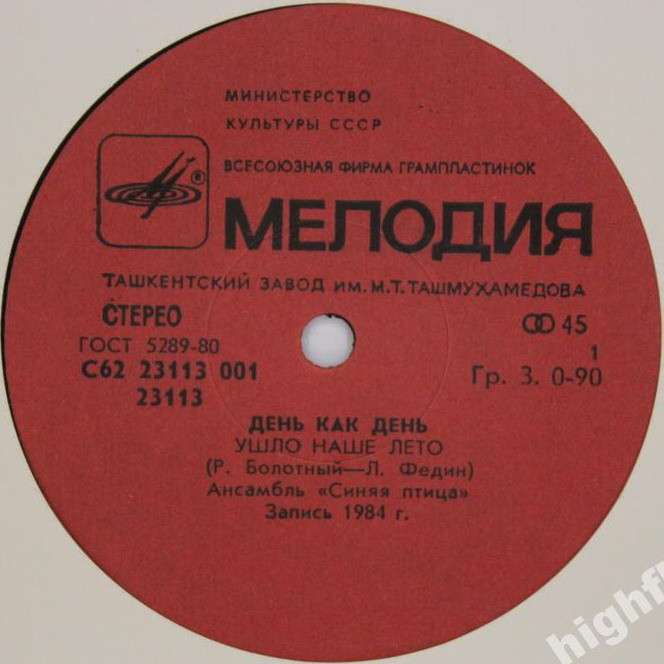 МИНИСТЕРСТВО
КУЛЬТУРЫ СССР
ВСЕСОЮЗНАЯ ФИРМА ГРАМПЛАСТИНОК
®
МЕЛОДИЯ
ТАШКЕНТСКИЙ ЗАВОД ИМ. М.Т. ТАШМУХАМЕДОВА
СТЕРЕО 45
ГОСТ 5289-80 1
С62 23113 001 Гр. 3. 0-90
23113
ДЕНЬ КАК ДЕНЬ
УШЛО НАШЕ ЛЕТО
(Р. Болотный—Л. Федин)
Ансамбль «Синяя птица»
Запись 1984 г.